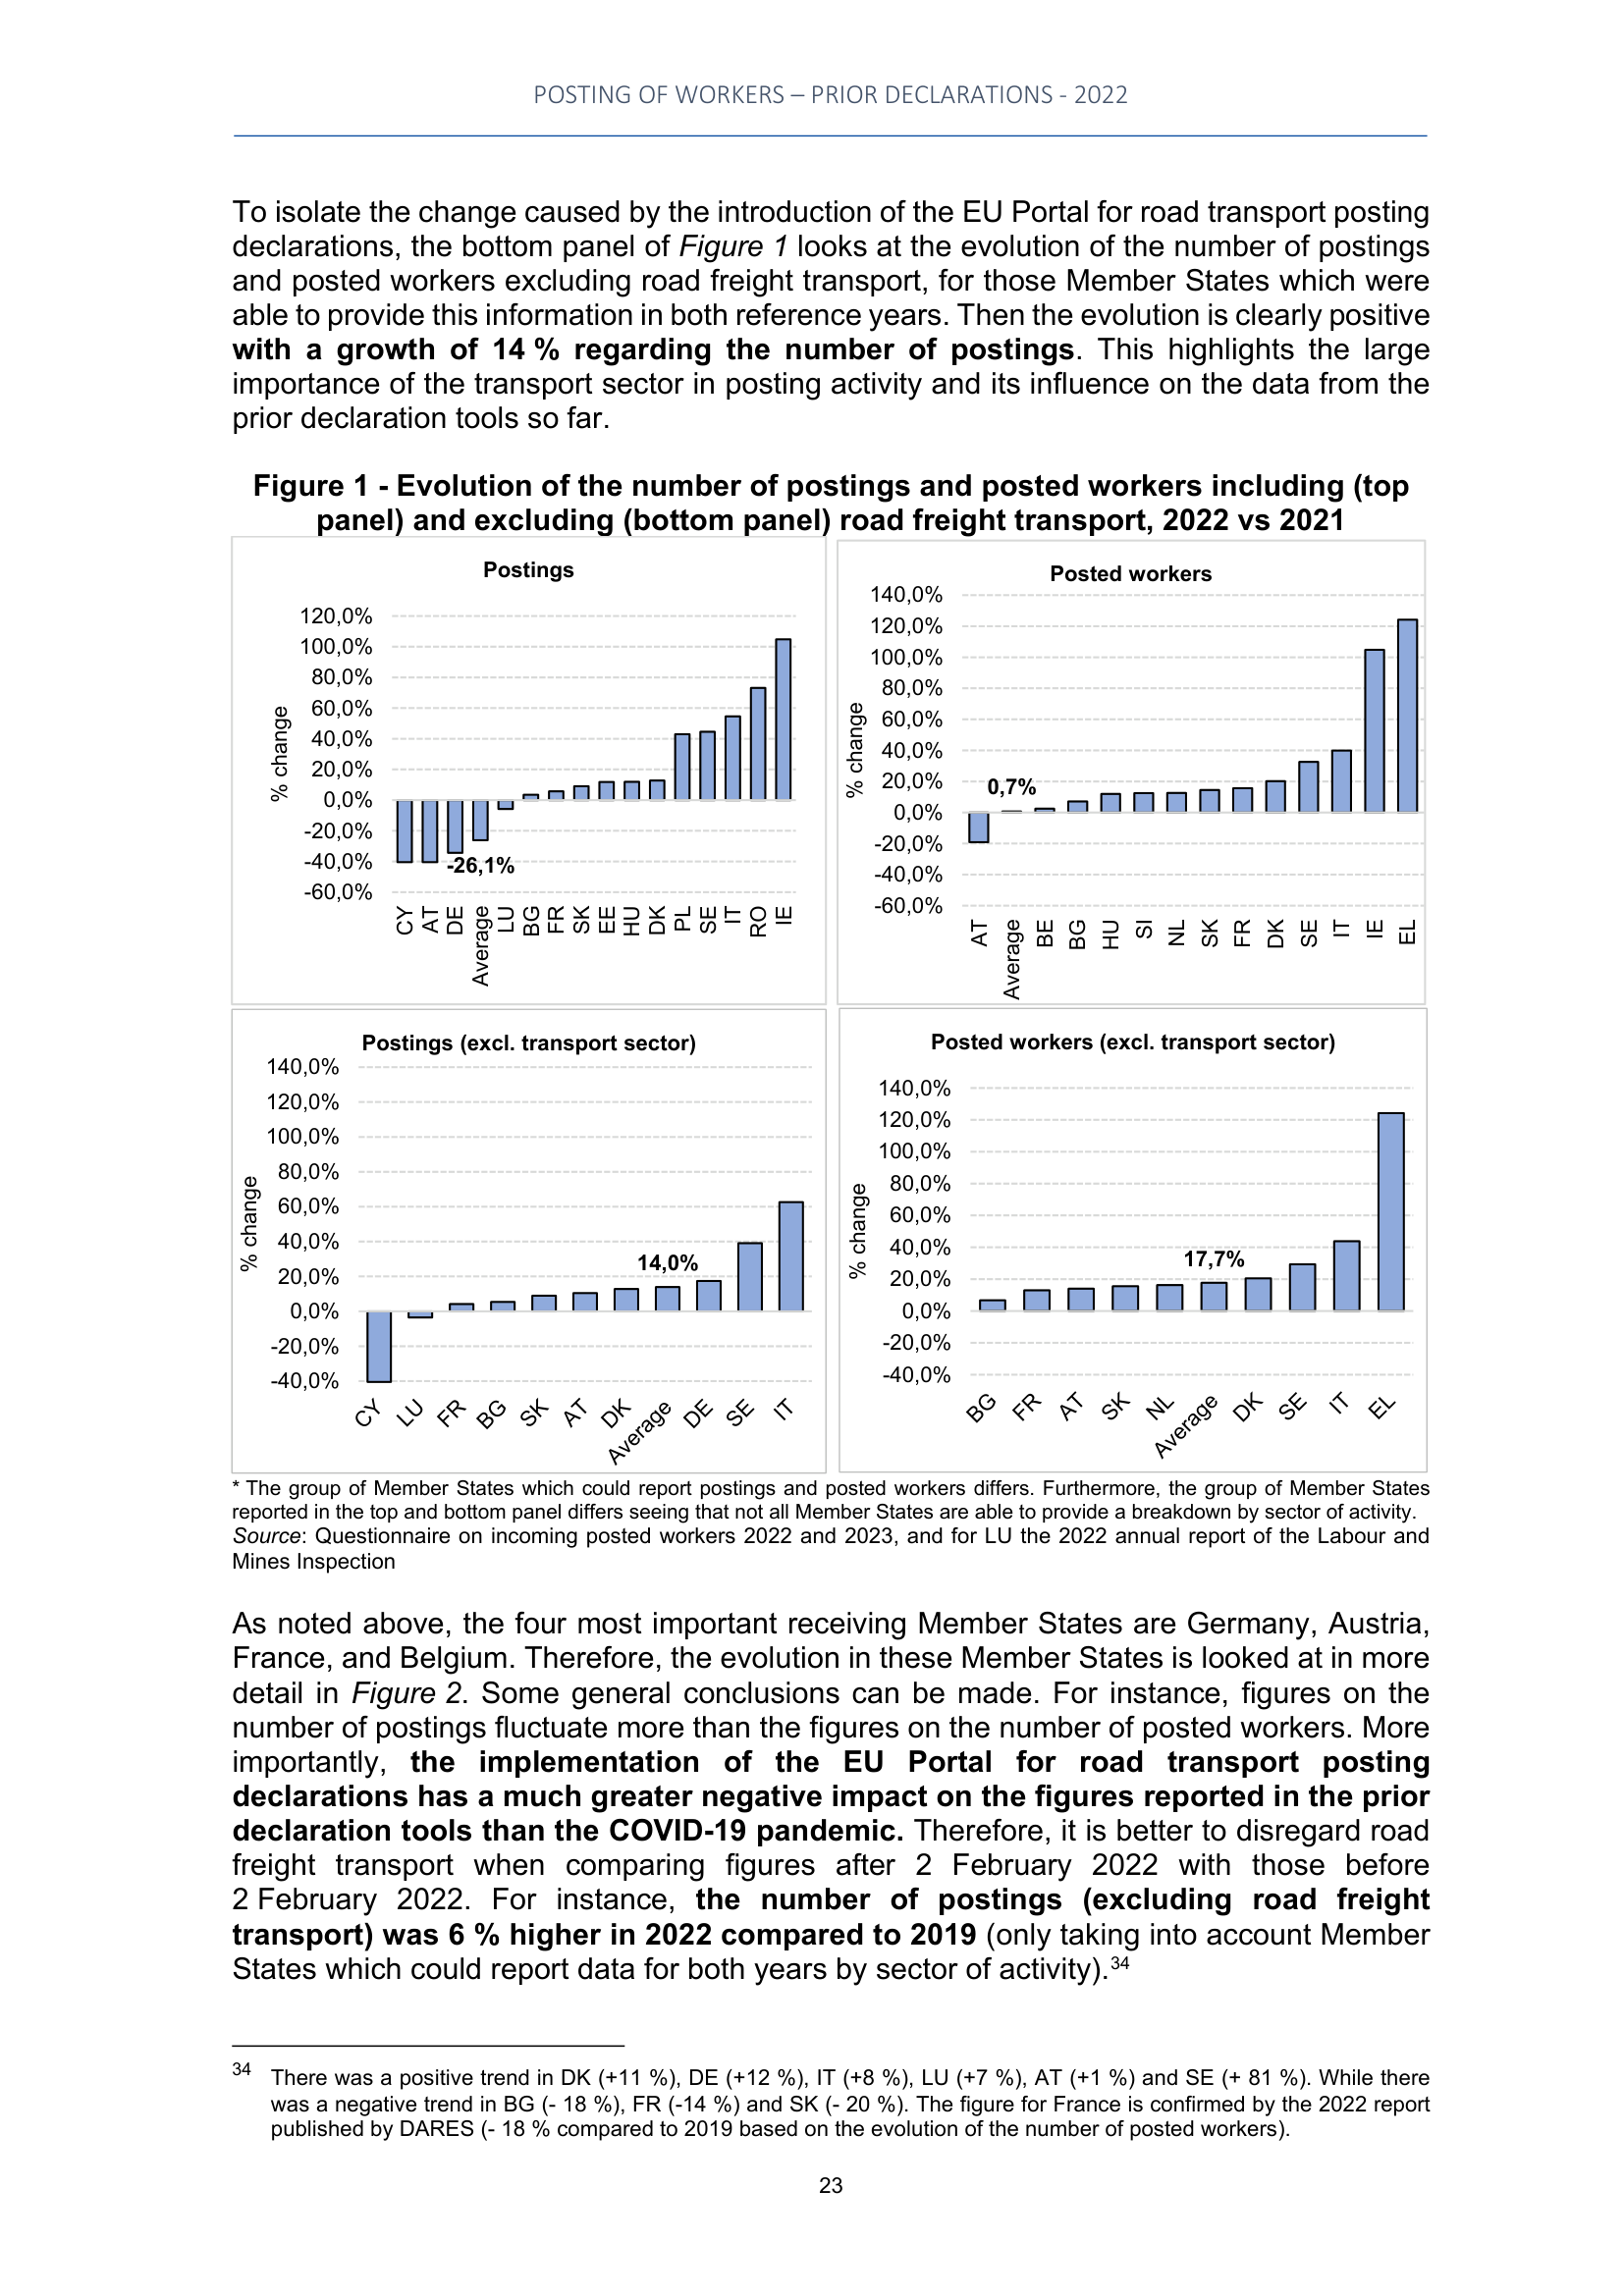 POSTING OF WORKERS – PRIOR DECLARATIONS - 2022
To isolate the change caused by the introduction of the EU Portal for road transport posting
declarations, the bottom panel of Figure 1 looks at the evolution of the number of postings
and posted workers excluding road freight transport, for those Member States which were
able to provide this information in both reference years. Then the evolution is clearly positive
with a growth of 14 % regarding the number of postings. This highlights the large
importance of the transport sector in posting activity and its influence on the data from the
prior declaration tools so far.
Figure 1 - Evolution of the number of postings and posted workers including (top
panel) and excluding (bottom panel) road freight transport, 2022 vs 2021
Postings
120,0%
100,0%
80,0%
60,0%
40,0%
20,0%
0,0%
-20,0%
-40,0%
-60,0%
% change
-26,1%
CY
AT
DE
Average
LU
BG
FR
SK
EE
HU
DK
PL
SE
IT
RO
IE
Posted workers
140,0%
120,0%
100,0%
80,0%
60,0%
40,0%
20,0%
0,0%
-20,0%
-40,0%
-60,0%
% change
0,7%
AT
Average
BE
BG
HU
SI
NL
SK
FR
DK
SE
IT
IE
EL
Postings (excl. transport sector)
140,0%
120,0%
100,0%
80,0%
60,0%
40,0%
20,0%
0,0%
-20,0%
-40,0%
% change
14,0%
CY
LU
FR
BG
SK
AT
DK
Average
DE
SE
IT
Posted workers (excl. transport sector)
140,0%
120,0%
100,0%
80,0%
60,0%
40,0%
20,0%
0,0%
-20,0%
-40,0%
% change
17,7%
BG
FR
AT
SK
NL
Average
DK
SE
IT
EL
* The group of Member States which could report postings and posted workers differs. Furthermore, the group of Member States
reported in the top and bottom panel differs seeing that not all Member States are able to provide a breakdown by sector of activity.
Source: Questionnaire on incoming posted workers 2022 and 2023, and for LU the 2022 annual report of the Labour and
Mines Inspection
As noted above, the four most important receiving Member States are Germany, Austria,
France, and Belgium. Therefore, the evolution in these Member States is looked at in more
detail in Figure 2. Some general conclusions can be made. For instance, figures on the
number of postings fluctuate more than the figures on the number of posted workers. More
importantly, the implementation of the EU Portal for road transport posting
declarations has a much greater negative impact on the figures reported in the prior
declaration tools than the COVID-19 pandemic. Therefore, it is better to disregard road
freight transport when comparing figures after 2 February 2022 with those before
2 February 2022. For instance, the number of postings (excluding road freight
transport) was 6 % higher in 2022 compared to 2019 (only taking into account Member
States which could report data for both years by sector of activity).34
34 There was a positive trend in DK (+11 %), DE (+12 %), IT (+8 %), LU (+7 %), AT (+1 %) and SE (+ 81 %). While there
was a negative trend in BG (- 18 %), FR (-14 %) and SK (- 20 %). The figure for France is confirmed by the 2022 report
published by DARES (- 18 % compared to 2019 based on the evolution of the number of posted workers).
23